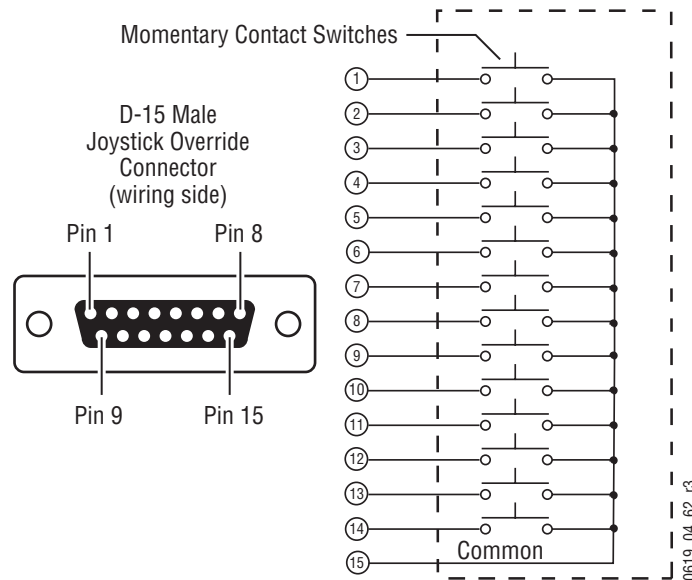 Momentary Contact Switches
D-15 Male
Joystick Override
Connector
(wiring side)
Pin 1
Pin 8
Pin 9
Pin 15
1
2
3
4
5
6
7
8
9
10
11
12
13
14
15
Common
0619_04_62_r3